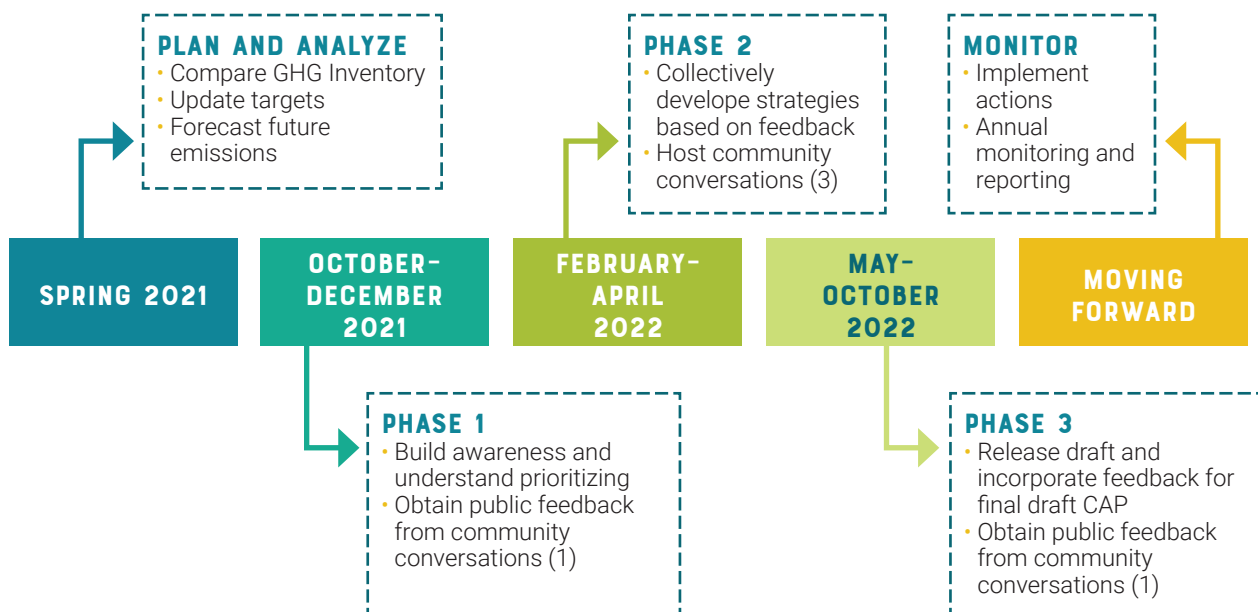 PLAN AND ANALYZE
• Compare GHG Inventory
• Update targets
• Forecast future
emissions
PHASE 2
• Collectively
develope strategies
based on feedback
• Host community
conversations (3)
MONITOR
• Implement
actions
• Annual
monitoring and
reporting
SPRING 2021
OCTOBER–
DECEMBER
2021
FEBRUARY–
APRIL
2022
MAY–
OCTOBER
2022
MOVING
FORWARD
PHASE 1
• Build awareness and
understand prioritizing
• Obtain public feedback
from community
conversations (1)
PHASE 3
• Release draft and
incorporate feedback for
final draft CAP
• Obtain public feedback
from community
conversations (1)